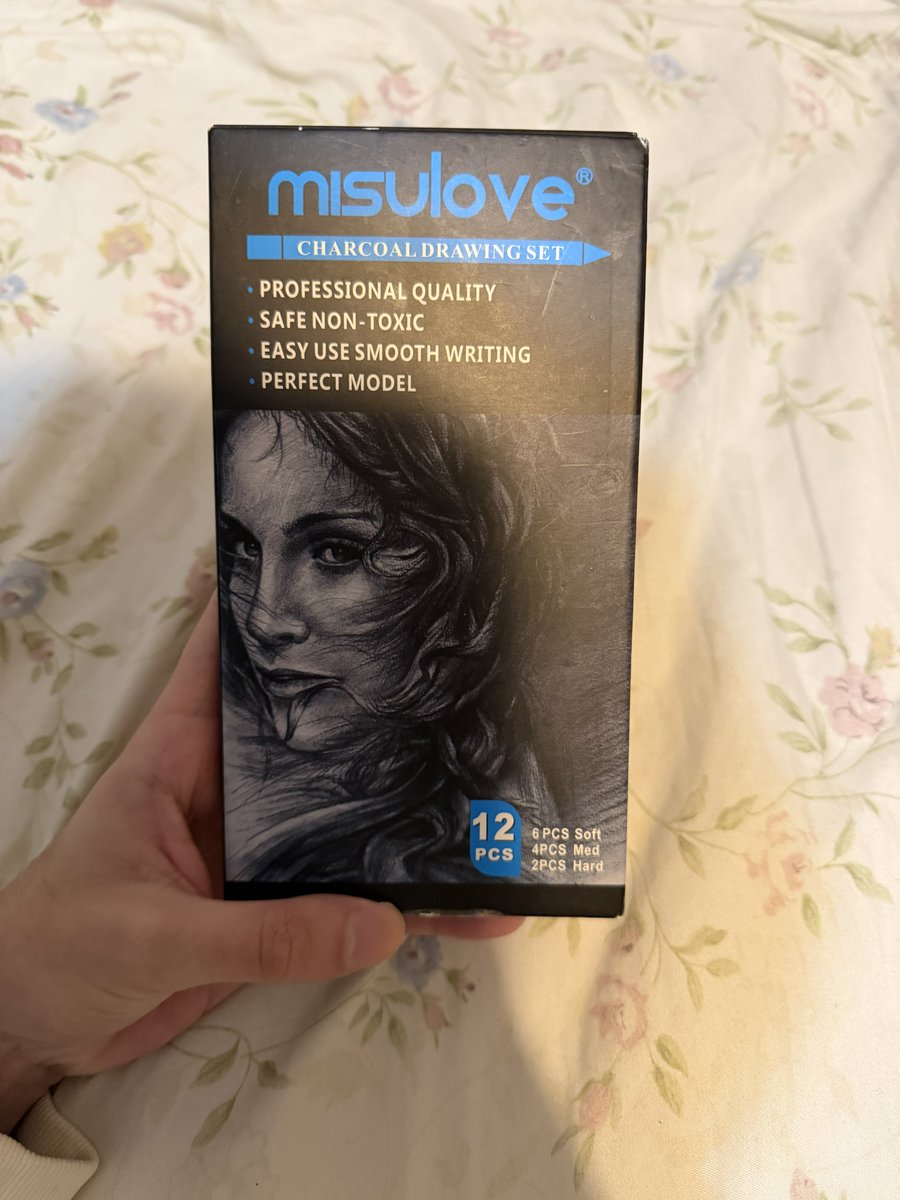 misulove®
CHARCOAL DRAWING SET
• PROFESSIONAL QUALITY
• SAFE NON-TOXIC
• EASY USE SMOOTH WRITING
• PERFECT MODEL
12
PCS
6 PCS Soft
4PCS Med
2PCS Hard